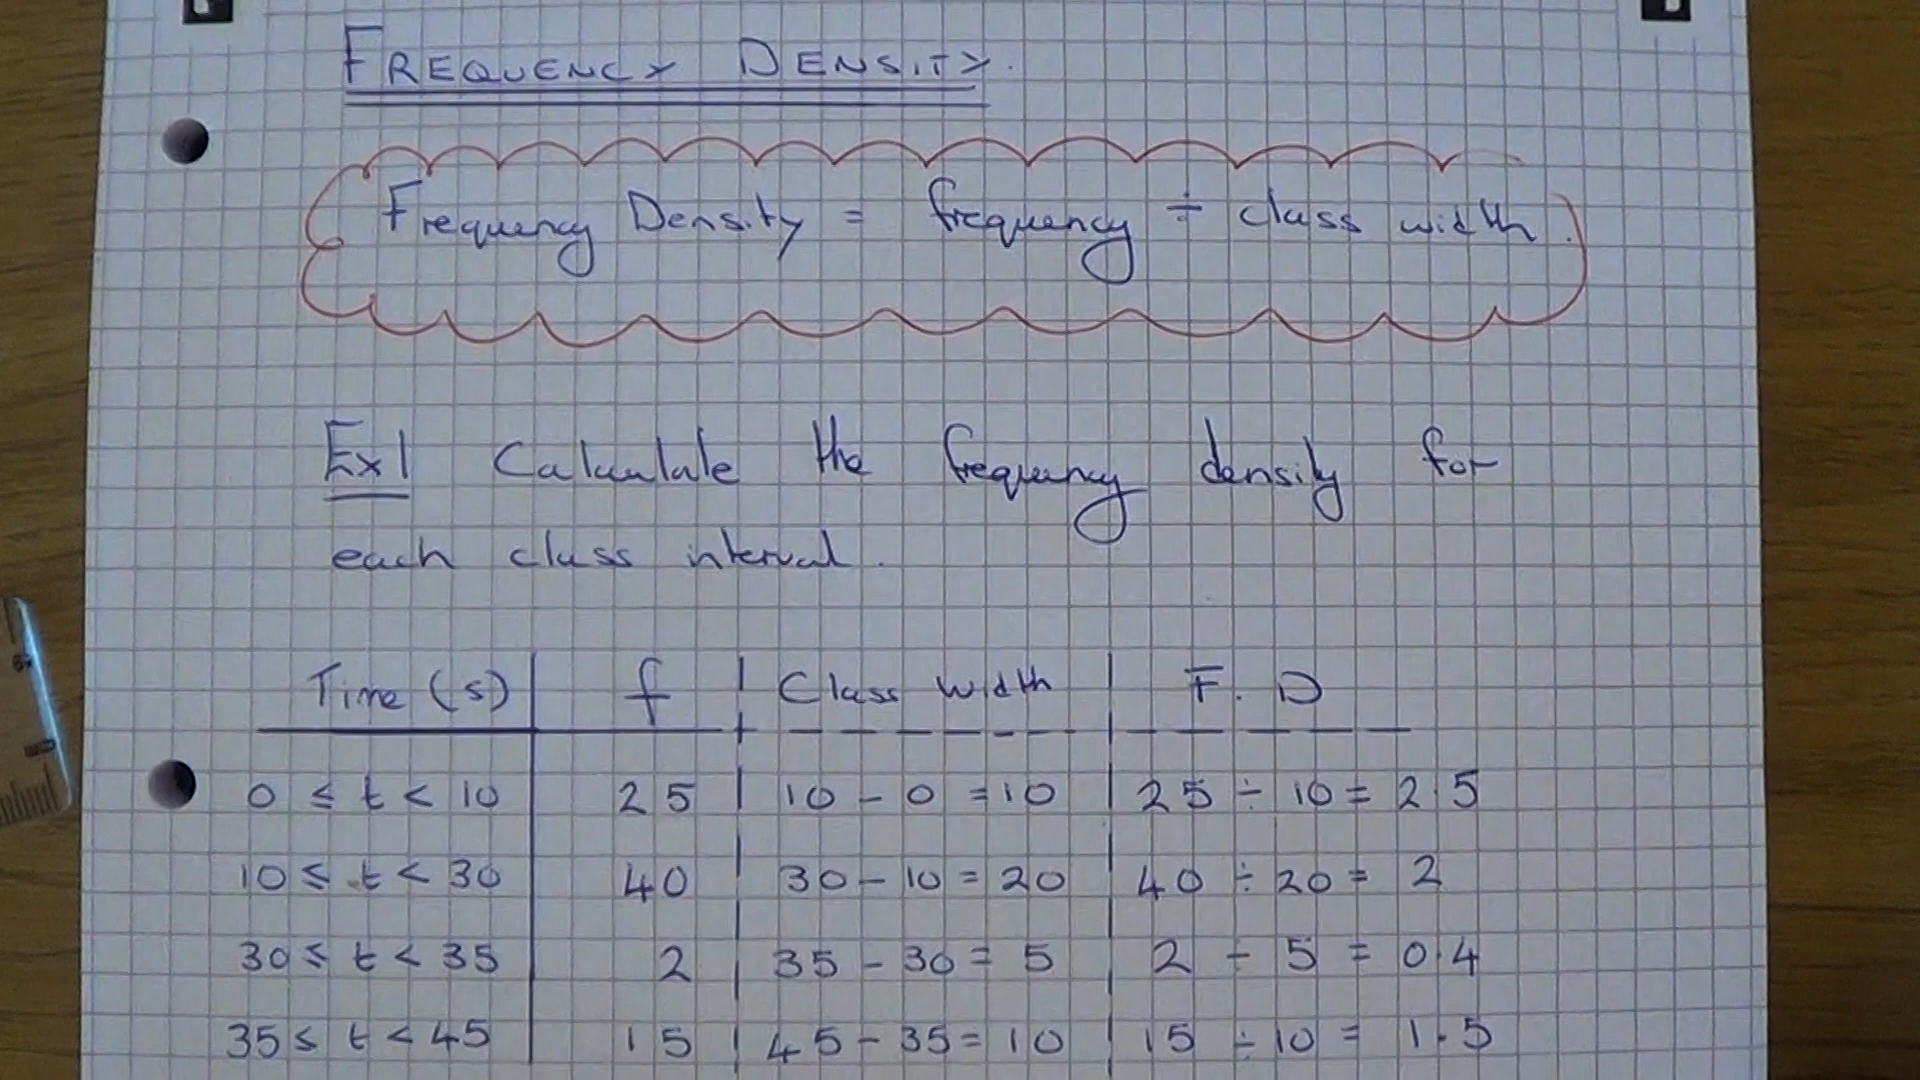 FREQUENCY DENSITY.
Frequency Density = frequency ÷ class width.
Ex1 Calculate the frequency density for
each class interval.
Time (s) f Class Width F.D
0 ≤ t < 10 25 10 - 0 = 10 25 ÷ 10 = 2.5
10 ≤ t < 30 40 30 - 10 = 20 40 ÷ 20 = 2
30 ≤ t < 35 2 35 - 30 = 5 2 ÷ 5 = 0.4
35 ≤ t < 45 15 45 - 35 = 10 15 ÷ 10 = 1.5